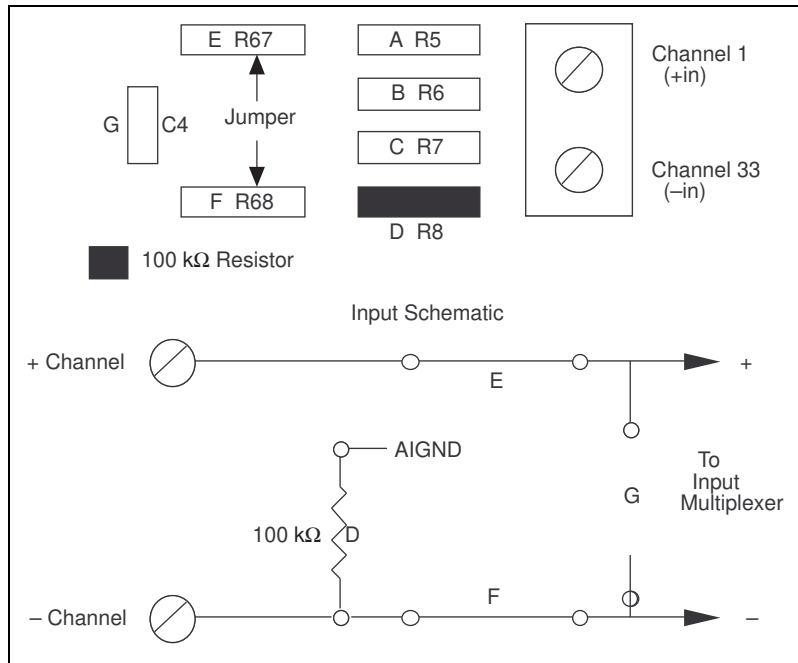 E R67
A R5
Channel 1
(+in)
B R6
G
C4
Jumper
C R7
Channel 33
(–in)
F R68
D R8
100 kΩ Resistor
Input Schematic
+ Channel
E
+
AIGND
To
Input
Multiplexer
G
100 kΩ
D
– Channel
F
–